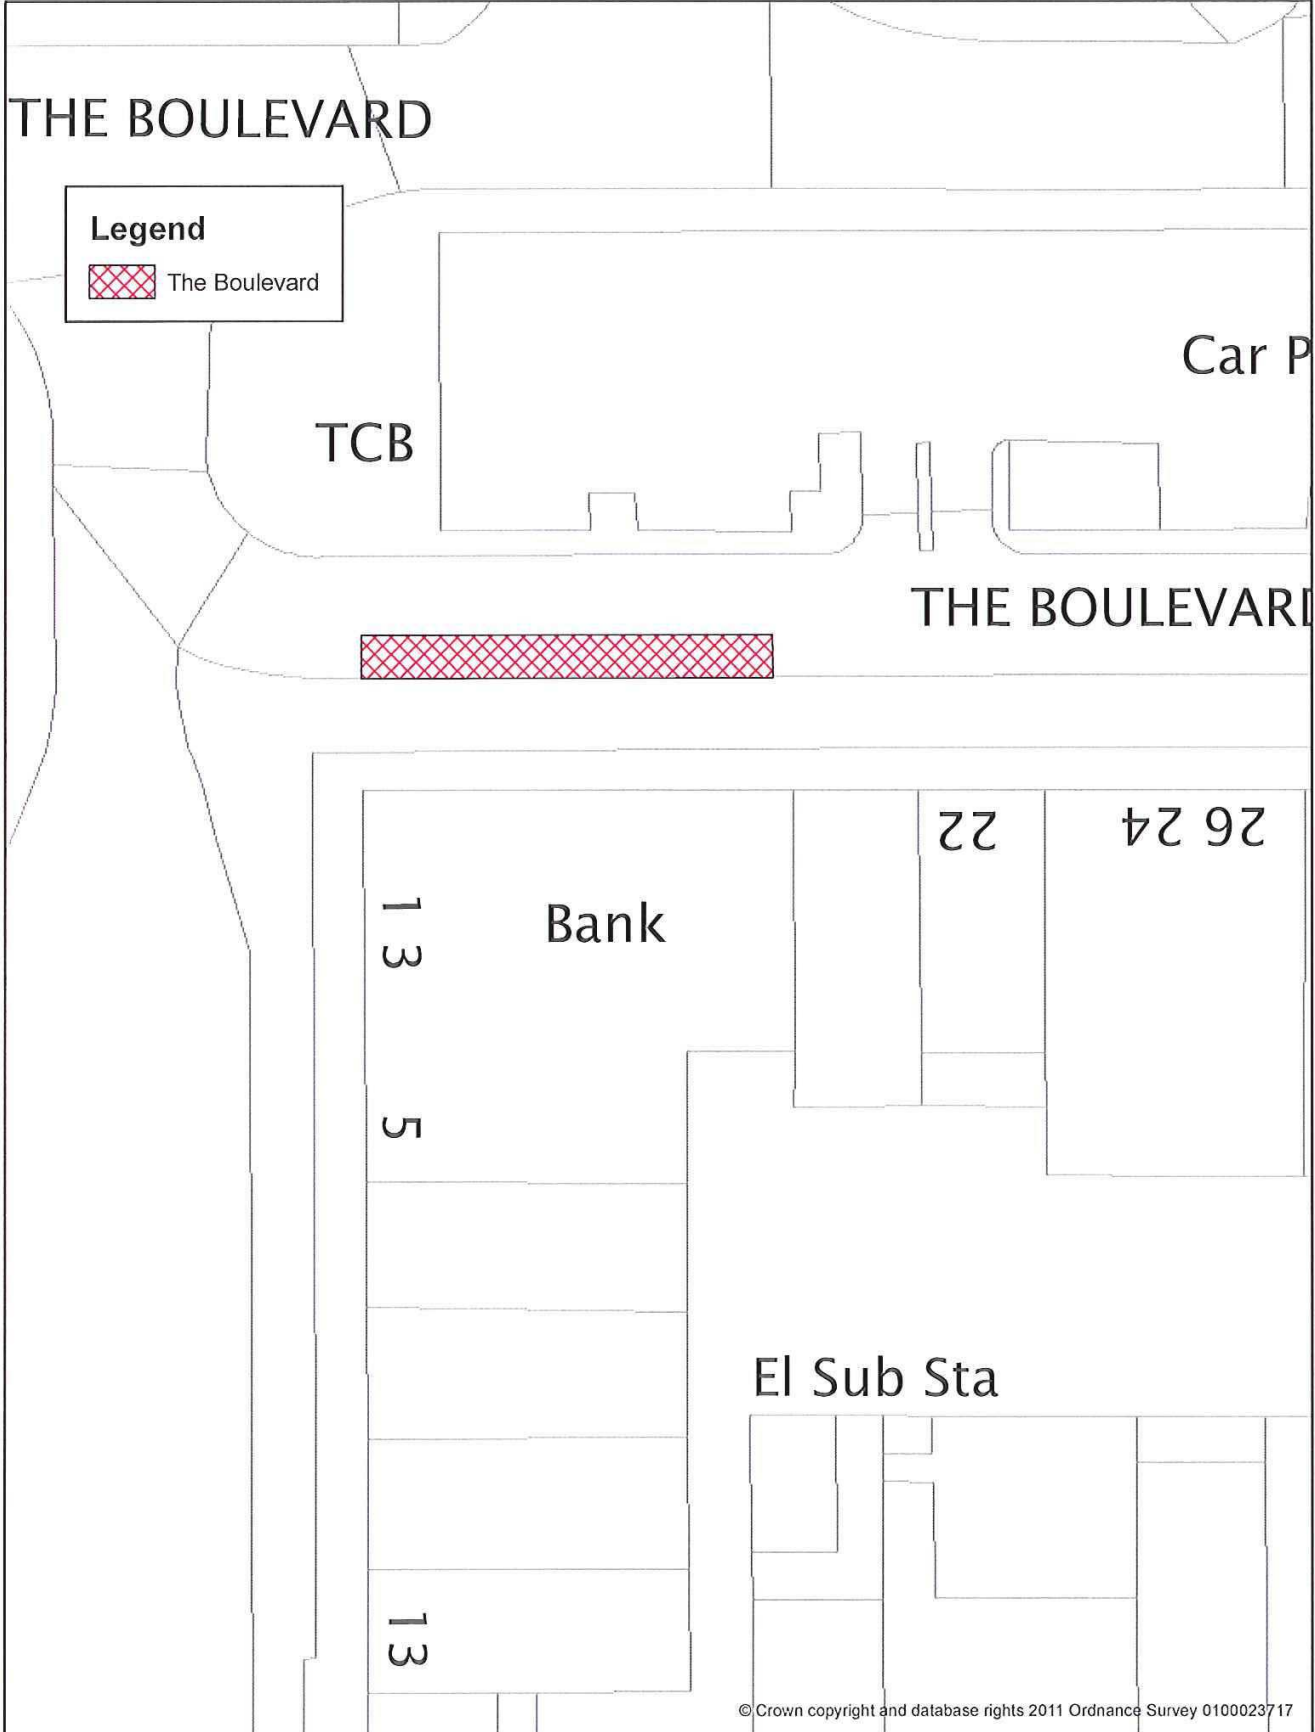 THE BOULEVARD
Legend
The Boulevard
Car P
TCB
THE BOULEVARD
22
26 24
Bank
1
3
5
El Sub Sta
13
© Crown copyright and database rights 2011 Ordnance Survey 0100023717